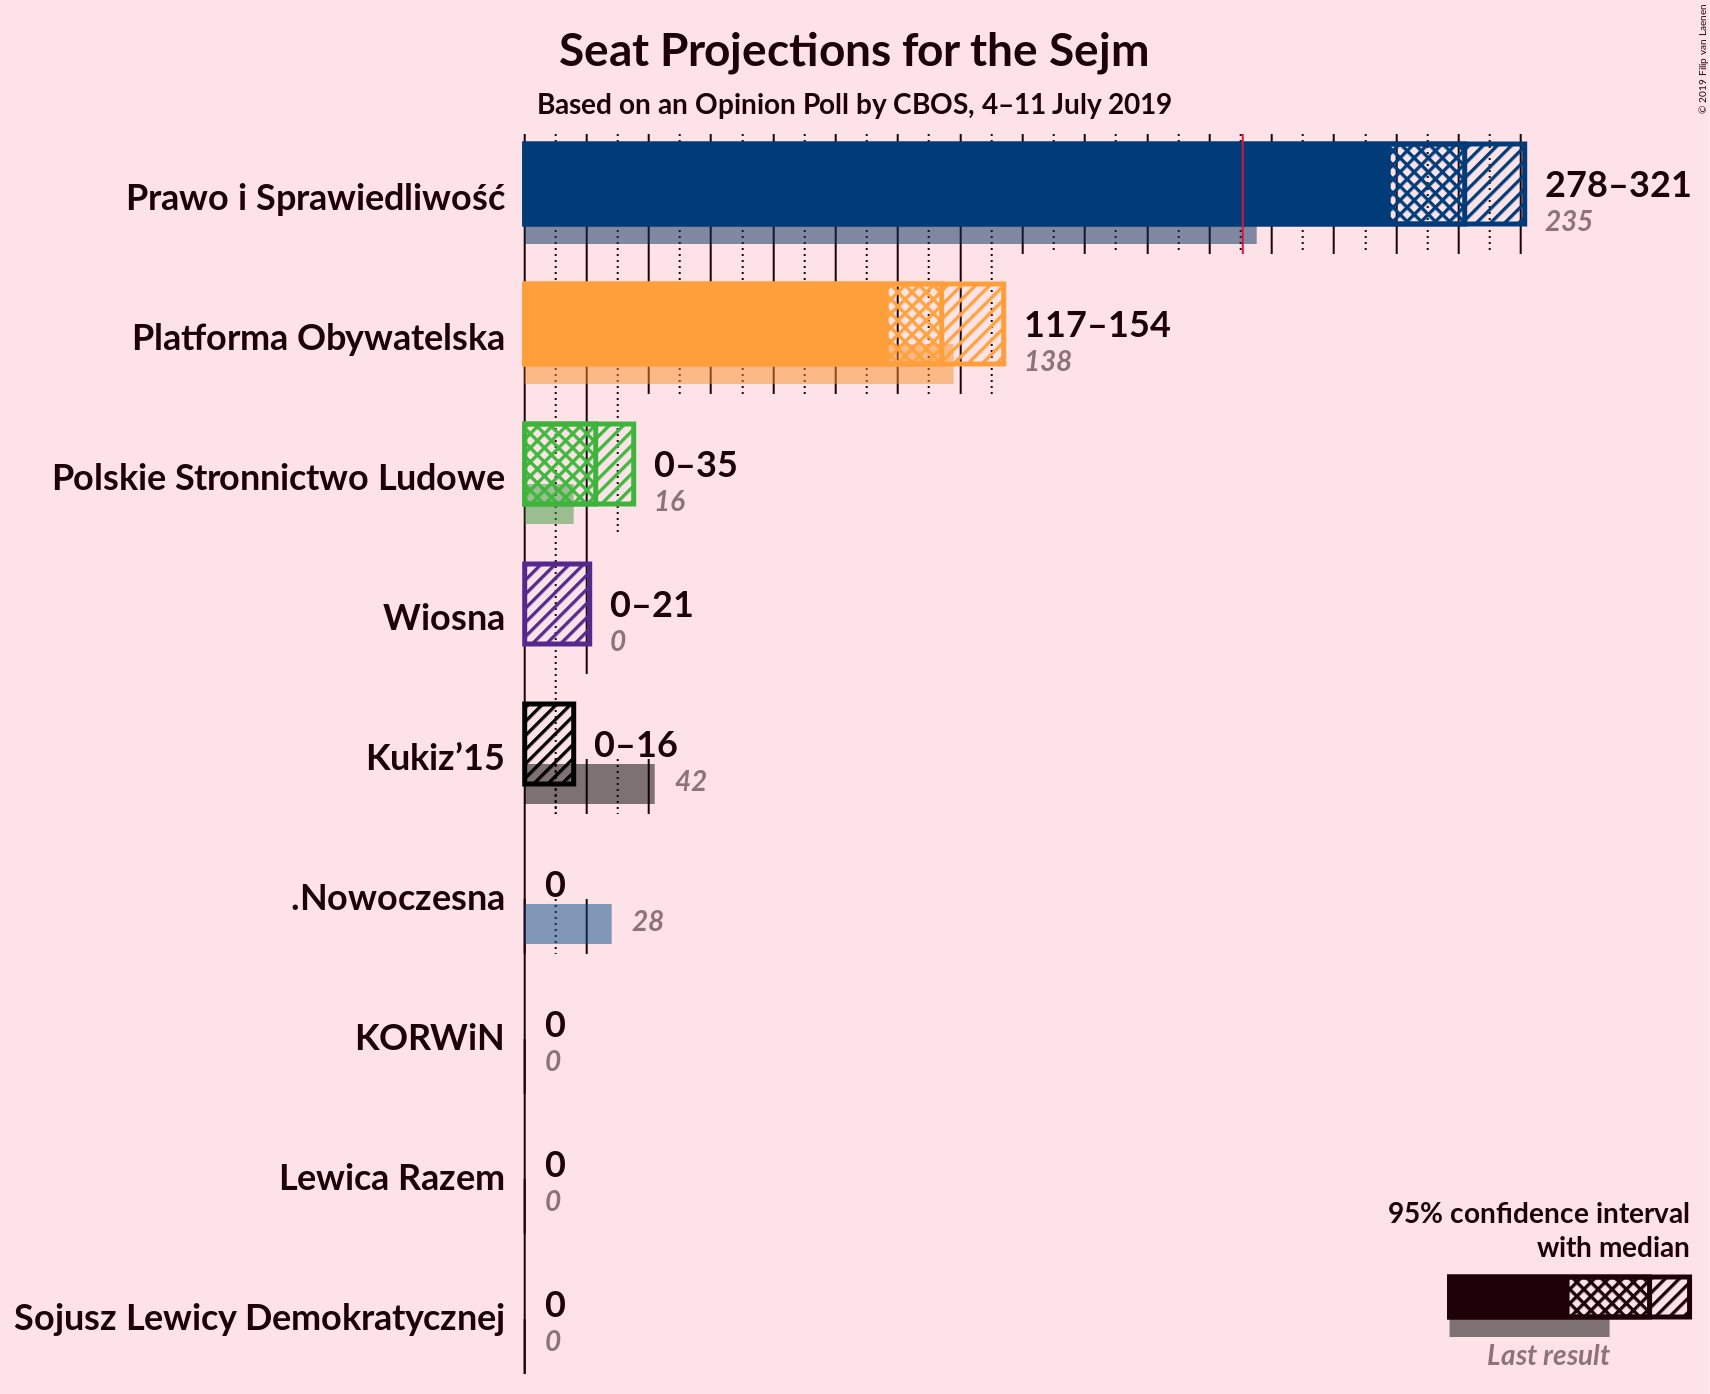 Seat Projections for the Sejm
Based on an Opinion Poll by CBOS, 4–11 July 2019
© 2019 Filip van Laenen
Prawo i Sprawiedliwość
278–321
235
Platforma Obywatelska
117–154
138
Polskie Stronnictwo Ludowe
0–35
16
Wiosna
0–21
0
Kukiz’15
0–16
42
.Nowoczesna
0
28
KORWiN
0
0
Lewica Razem
0
0
Sojusz Lewicy Demokratycznej
0
0
95% confidence interval
with median
Last result